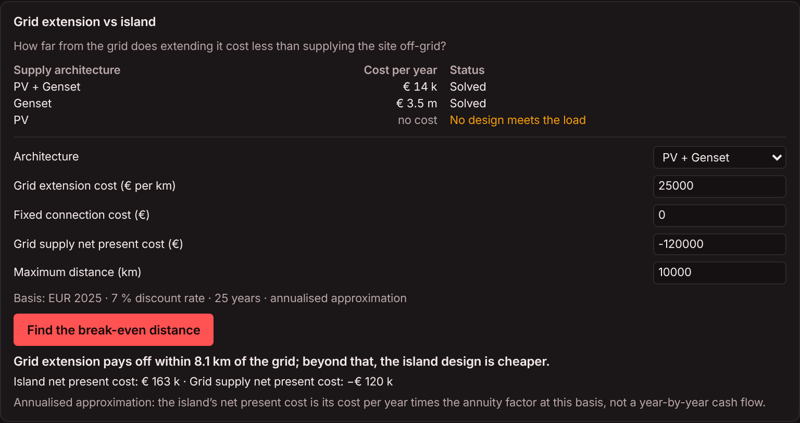 Grid extension vs island
How far from the grid does extending it cost less than supplying the site off-grid?
Supply architecture Cost per year Status
PV + Genset € 14 k Solved
Genset € 3.5 m Solved
PV no cost No design meets the load
Architecture PV + Genset
Grid extension cost (€ per km) 25000
Fixed connection cost (€) 0
Grid supply net present cost (€) -120000
Maximum distance (km) 10000
Basis: EUR 2025 · 7 % discount rate · 25 years · annualised approximation
Find the break-even distance
Grid extension pays off within 8.1 km of the grid; beyond that, the island design is cheaper.
Island net present cost: € 163 k · Grid supply net present cost: −€ 120 k
Annualised approximation: the island’s net present cost is its cost per year times the annuity factor at this basis, not a year-by-year cash flow.